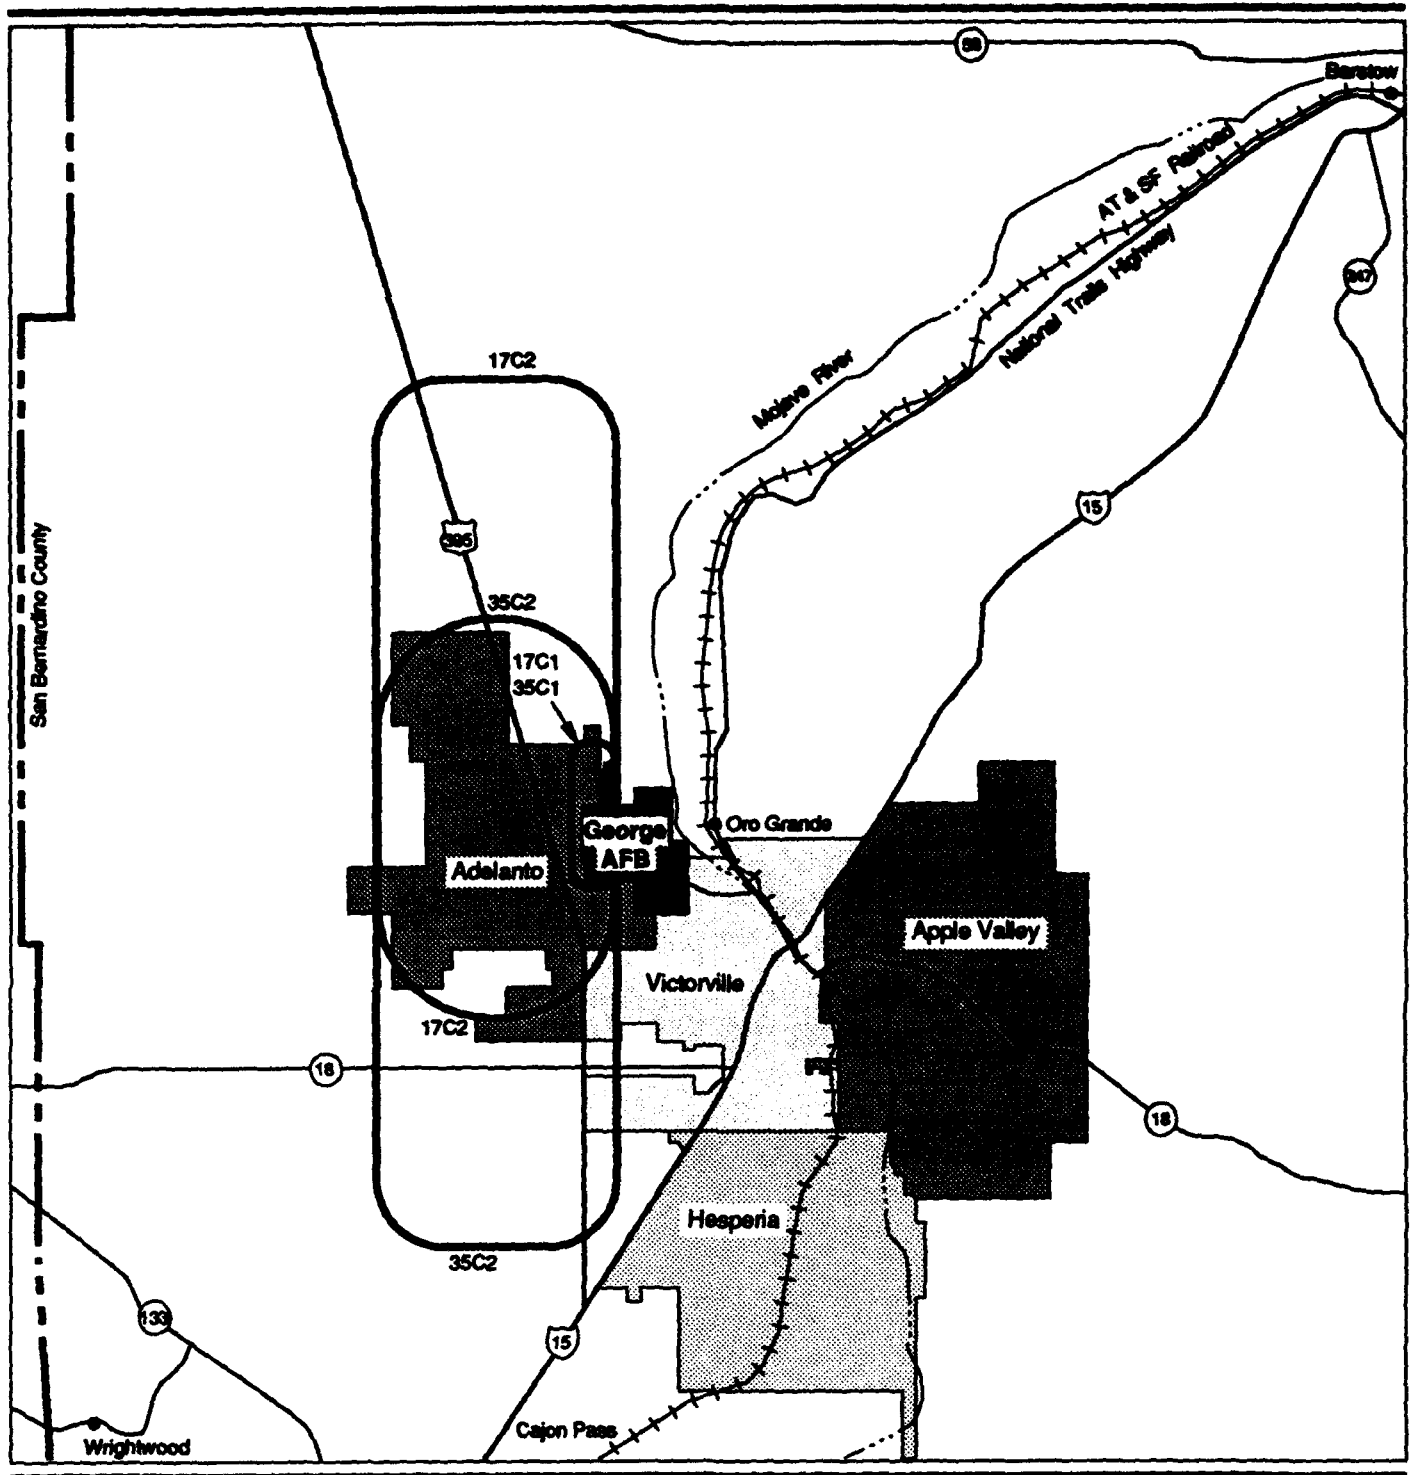 58
Barstow
AT & SF Railroad
National Trails Highway
247
17C2
Mojave River
15
395
San Bernardino County
35C2
17C1
35C1
Oro Grande
George
AFB
Adelanto
Apple Valley
Victorville
17C2
18
18
Hesperia
35C2
133
15
Cajon Pass
Wrightwood